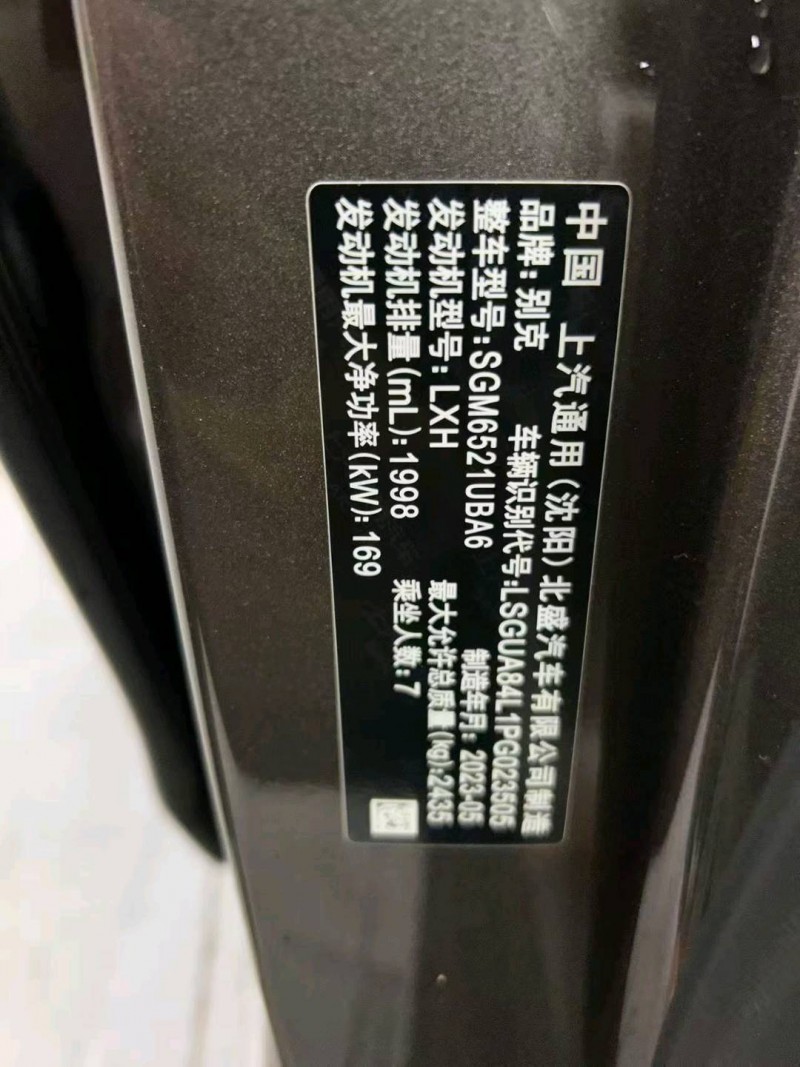 中国 上汽通用（沈阳）北盛汽车有限公司制造
品牌：别克 车辆识别代号：LSGUA84L1PG023505
整车型号：SGM6521UBA6 制造年月：2023-05
发动机型号：LXH 最大允许总质量(kg)：2435
发动机排量(mL)：1998 乘坐人数：7
发动机最大净功率(kW)：169